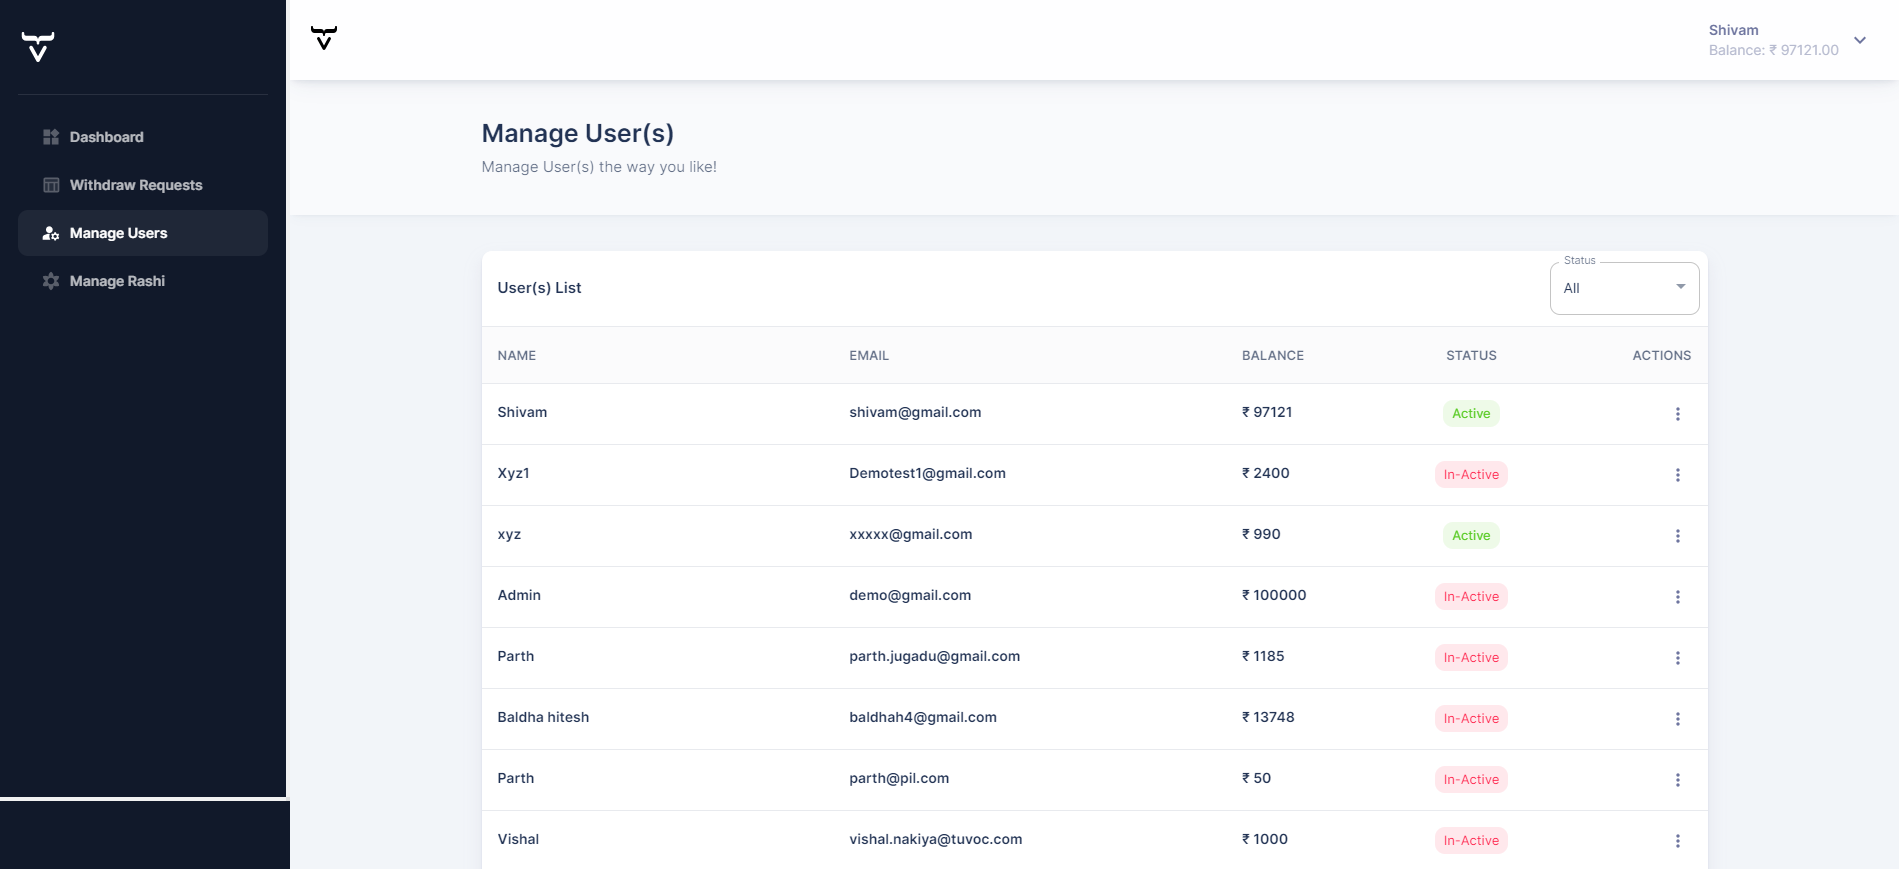 Shivam
Balance: ₹ 97121.00
Dashboard
Withdraw Requests
Manage Users
Manage Rashi
Manage User(s)
Manage User(s) the way you like!
User(s) List
Status
All
NAME EMAIL BALANCE STATUS ACTIONS
Shivam shivam@gmail.com ₹ 97121 Active
Xyz1 Demotest1@gmail.com ₹ 2400 In-Active
xyz xxxxx@gmail.com ₹ 990 Active
Admin demo@gmail.com ₹ 100000 In-Active
Parth parth.jugadu@gmail.com ₹ 1185 In-Active
Baldha hitesh baldhah4@gmail.com ₹ 13748 In-Active
Parth parth@pil.com ₹ 50 In-Active
Vishal vishal.nakiya@tuvoc.com ₹ 1000 In-Active